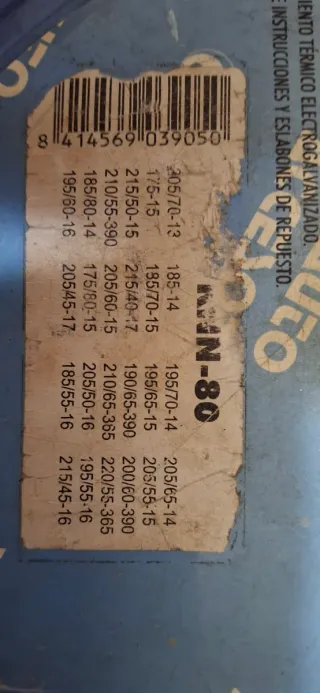 IENTO TÉRMICO ELECTROGALVANIZADO.
E INSTRUCCIONES Y ESLABONES DE REPUESTO.
auto
8 414569 039050
-80
205/70-13 185-14 195/70-14 205/65-14
175-15 185/70-15 195/65-15 205/55-15
215/50-15 205/40-17 190/65-390 200/60-390
210/55-390 205/60-15 210/65-365 220/55-365
185/80-14 175/80-15 205/50-16 195/55-16
195/60-16 205/45-17 185/55-16 215/45-16